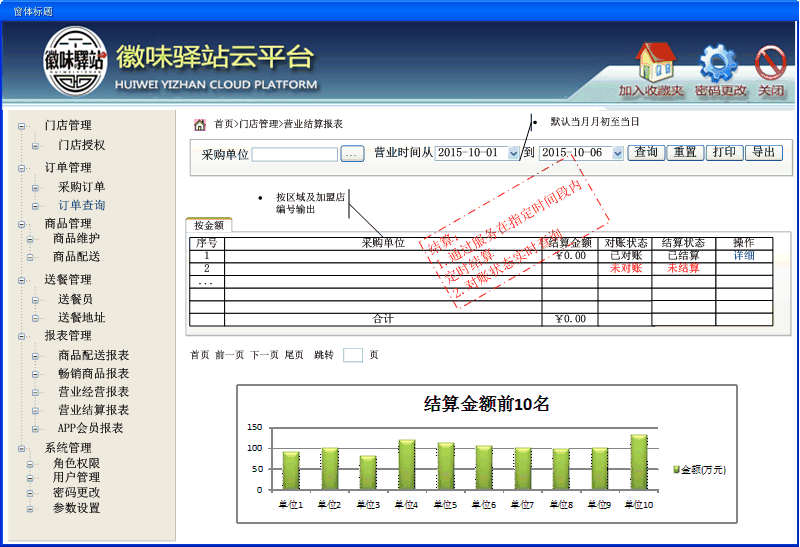 窗体标题
徽味驿站
HUIWEI YIZHAN
徽味驿站云平台
HUIWEI YIZHAN CLOUD PLATFORM
加入收藏夹 密码更改 关闭
门店管理
门店授权
订单管理
采购订单
订单查询
商品管理
商品维护
商品配送
送餐管理
送餐员
送餐地址
报表管理
商品配送报表
畅销商品报表
营业经营报表
营业结算报表
APP会员报表
系统管理
角色权限
用户管理
密码更改
参数设置
首页>门店管理>营业结算报表
• 默认当月月初至当日
采购单位 ... 营业时间从 2015-10-01 到 2015-10-06 查询 重置 打印 导出
• 按区域及加盟店
编号输出
结算：
1. 通过服务在指定时间段内
定时结算
2. 对账状态实时查询
按金额
序号 采购单位 结算金额 对账状态 结算状态 操作
1 ¥0.00 已对账 已结算 详细
2 未对账 未结算
...
合计 ¥0.00
首页 前一页 下一页 尾页 跳转 页
结算金额前10名
150
100
50
0
单位1 单位2 单位3 单位4 单位5 单位6 单位7 单位8 单位9 单位10
金额(万元)